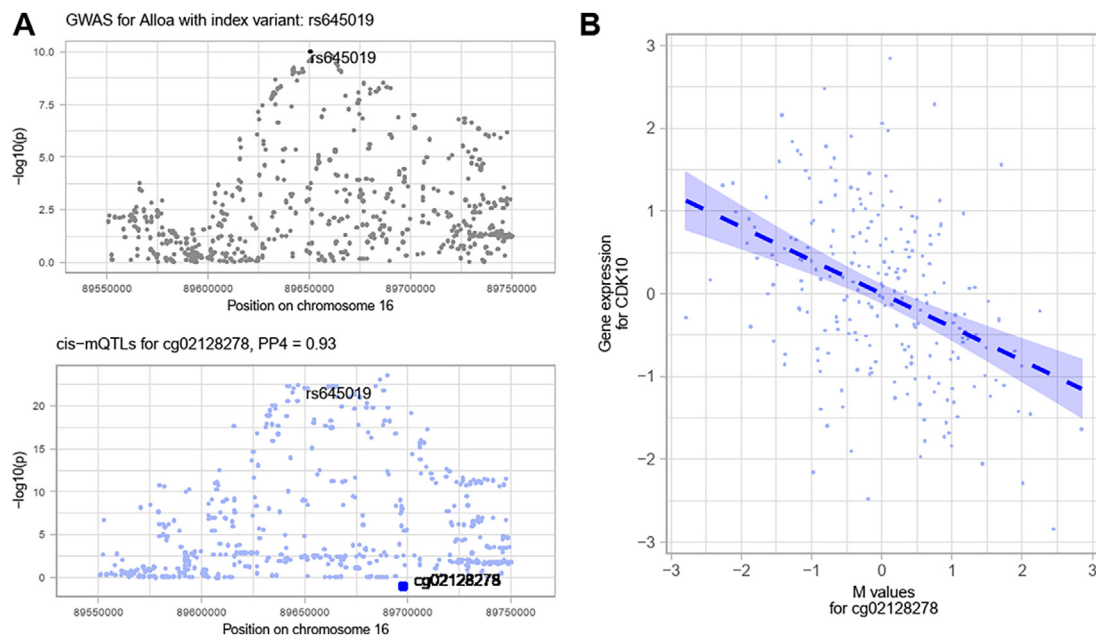 A
GWAS for Alloa with index variant: rs645019
10.0
7.5
5.0
2.5
0.0
−log10(p)
rs645019
89550000 89600000 89650000 89700000 89750000
Position on chromosome 16
cis−mQTLs for cg02128278, PP4 = 0.93
20
15
10
5
0
−log10(p)
rs645019
cg02128278
89550000 89600000 89650000 89700000 89750000
Position on chromosome 16
B
3
2
1
0
−1
−2
−3
Gene expression
for CDK10
−3 −2 −1 0 1 2 3
M values
for cg02128278